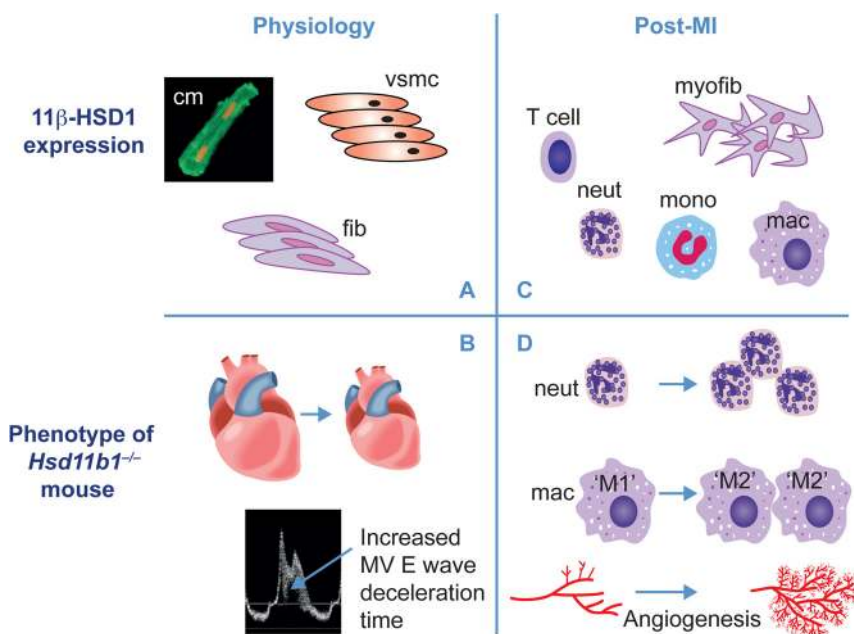 Physiology
Post-MI
11β-HSD1
expression
cm
vsmc
fib
A
T cell
myofib
neut
mono
mac
C
Phenotype of
Hsd11b1–/–
mouse
B
Increased
MV E wave
deceleration
time
D
neut
mac
‘M1’
‘M2’
‘M2’
Angiogenesis